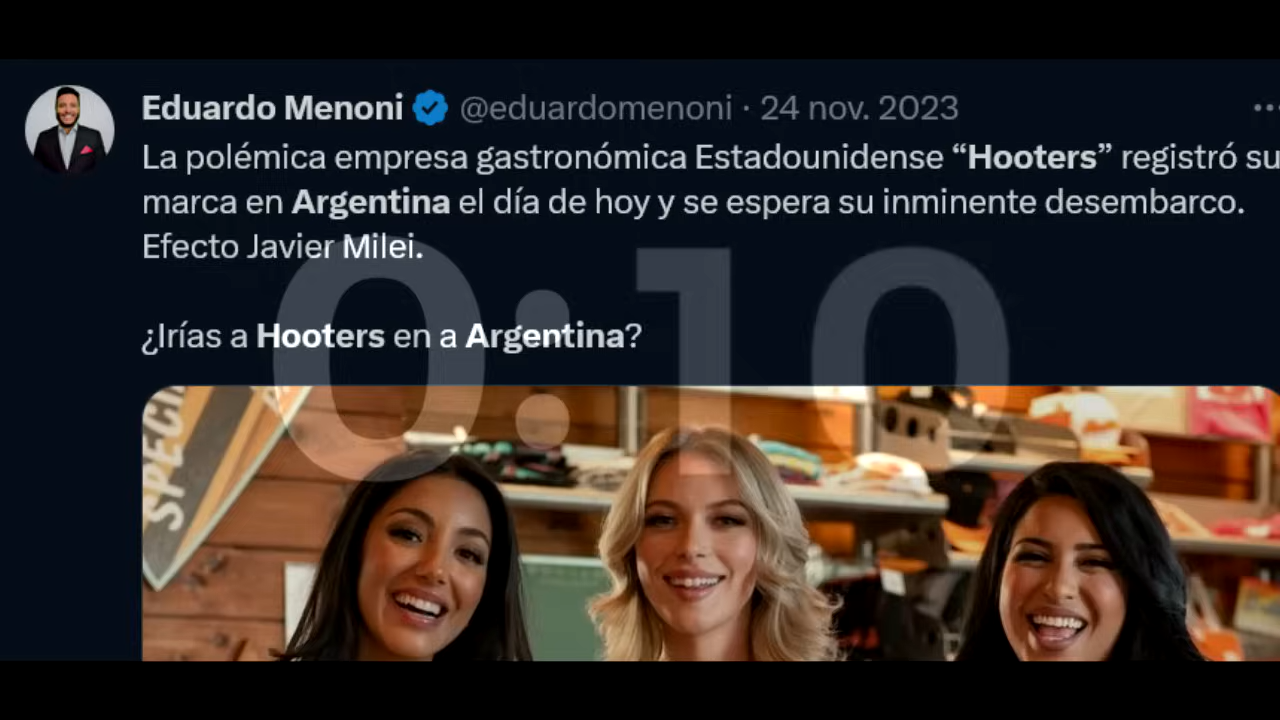 Eduardo Menoni @eduardomenoni · 24 nov. 2023 ···
La polémica empresa gastronómica Estadounidense “Hooters” registró su
marca en Argentina el día de hoy y se espera su inminente desembarco.
Efecto Javier Milei.
0:10
¿Irías a Hooters en a Argentina?